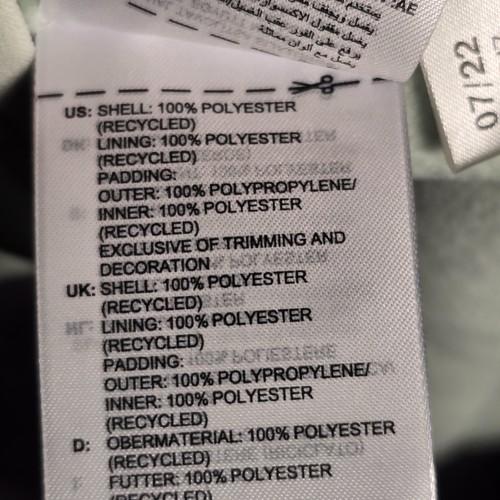 07/22
US: SHELL: 100% POLYESTER
(RECYCLED)
LINING: 100% POLYESTER
(RECYCLED)
PADDING:
OUTER: 100% POLYPROPYLENE/
INNER: 100% POLYESTER
(RECYCLED)
EXCLUSIVE OF TRIMMING AND
DECORATION
UK: SHELL: 100% POLYESTER
(RECYCLED)
LINING: 100% POLYESTER
(RECYCLED)
PADDING:
OUTER: 100% POLYPROPYLENE/
INNER: 100% POLYESTER
(RECYCLED)
D: OBERMATERIAL: 100% POLYESTER
(RECYCLED)
FUTTER: 100% POLYESTER
(RECYCLED)